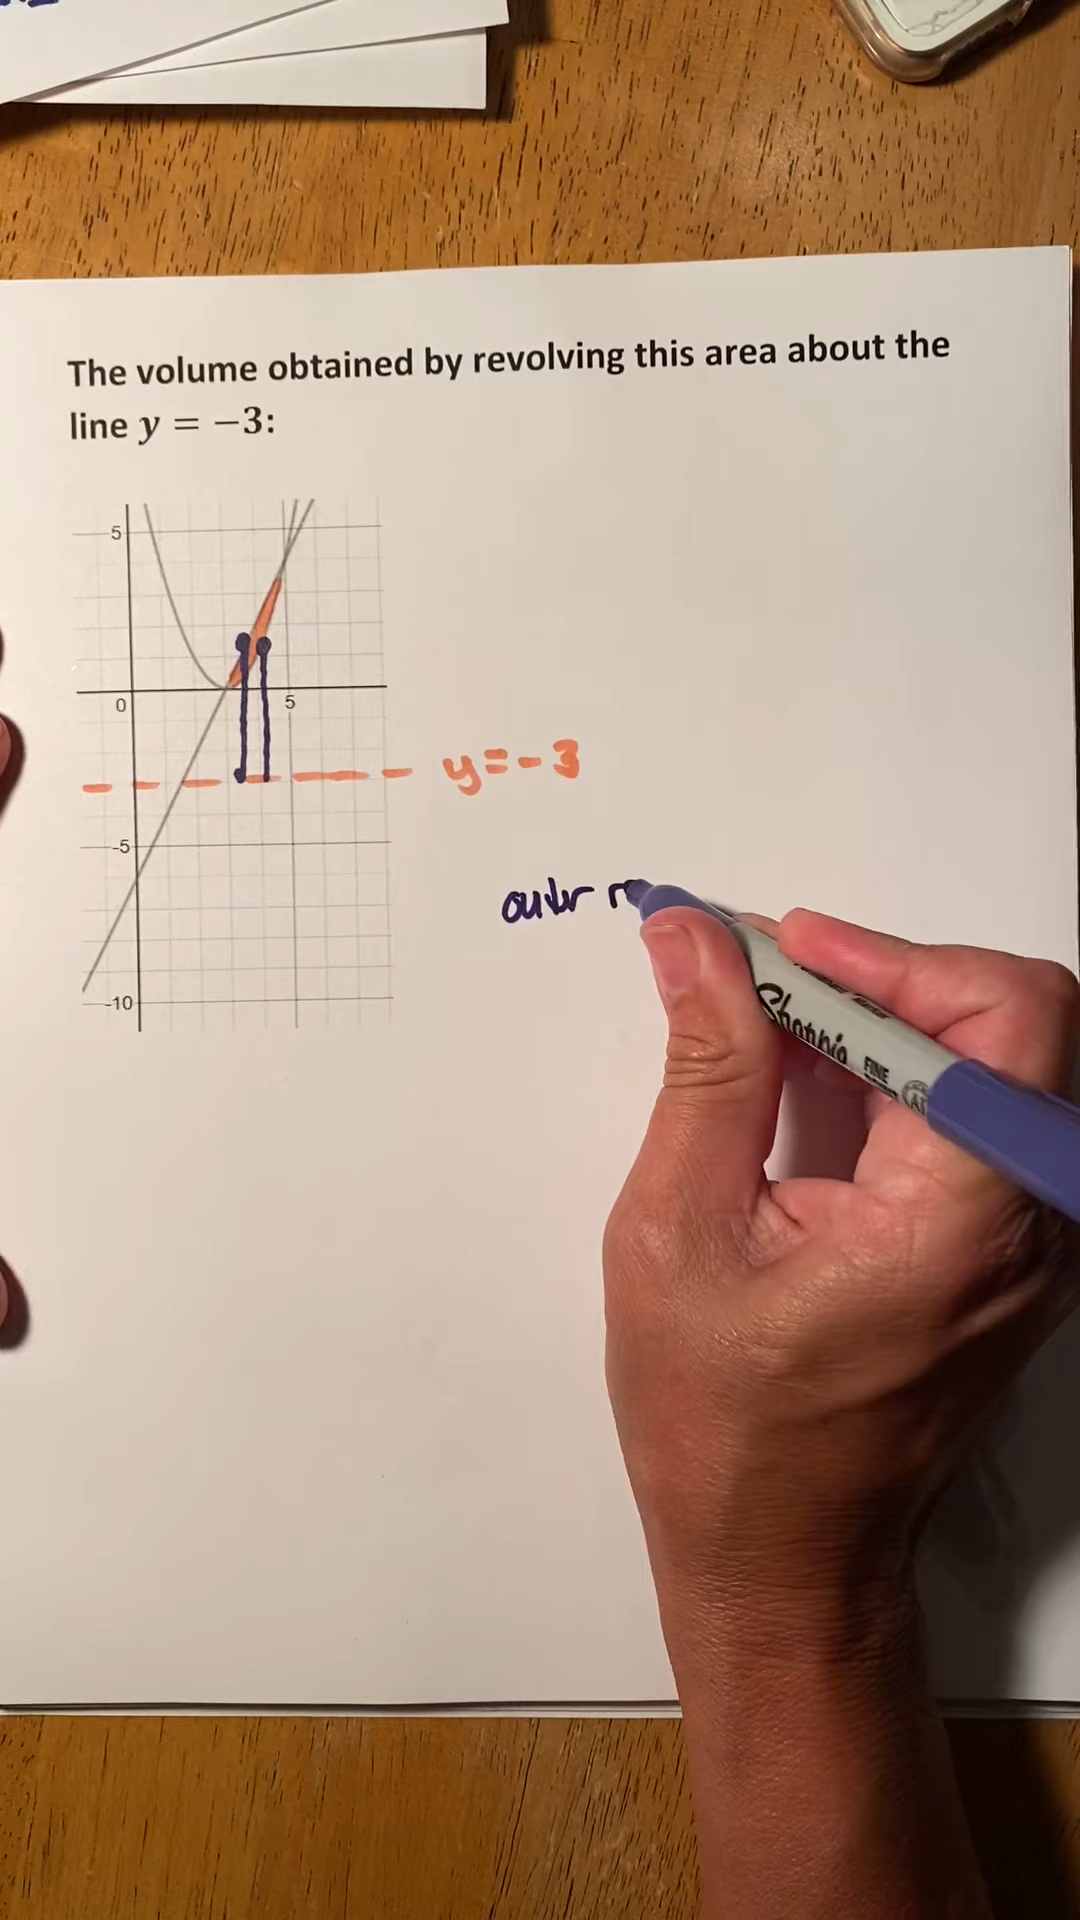 The volume obtained by revolving this area about the
line y = −3:
5
0
5
y=-3
-5
outer r
-10
Sharpie
FINE